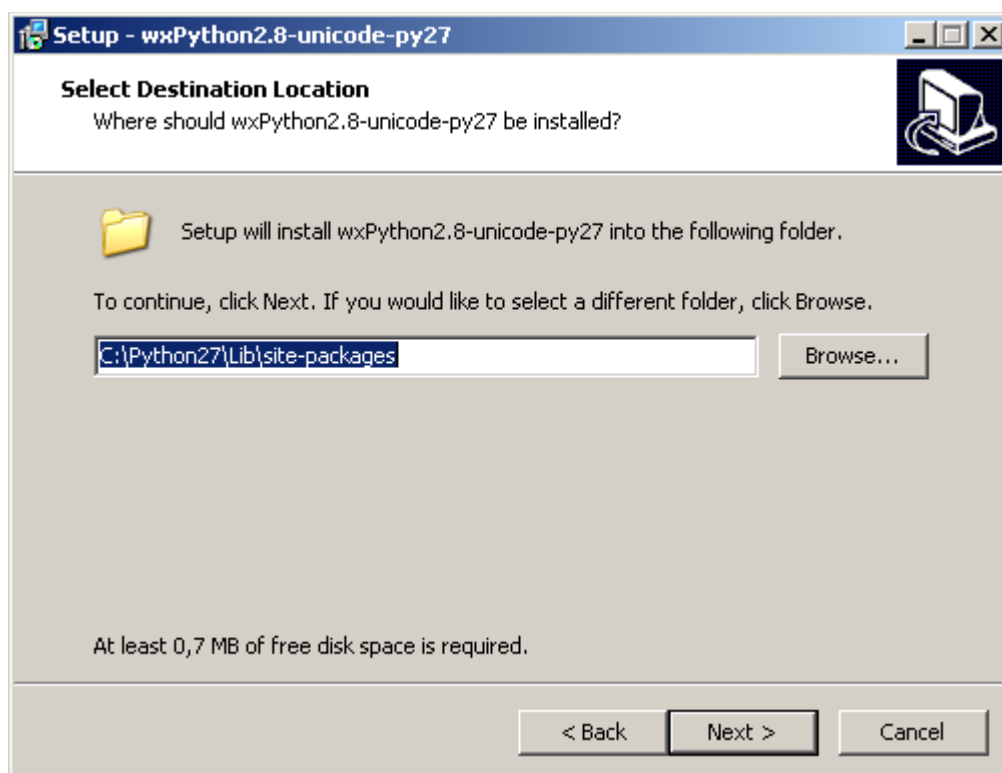 Setup - wxPython2.8-unicode-py27
Select Destination Location
Where should wxPython2.8-unicode-py27 be installed?
Setup will install wxPython2.8-unicode-py27 into the following folder.
To continue, click Next. If you would like to select a different folder, click Browse.
C:\Python27\Lib\site-packages
Browse...
At least 0,7 MB of free disk space is required.
< Back
Next >
Cancel